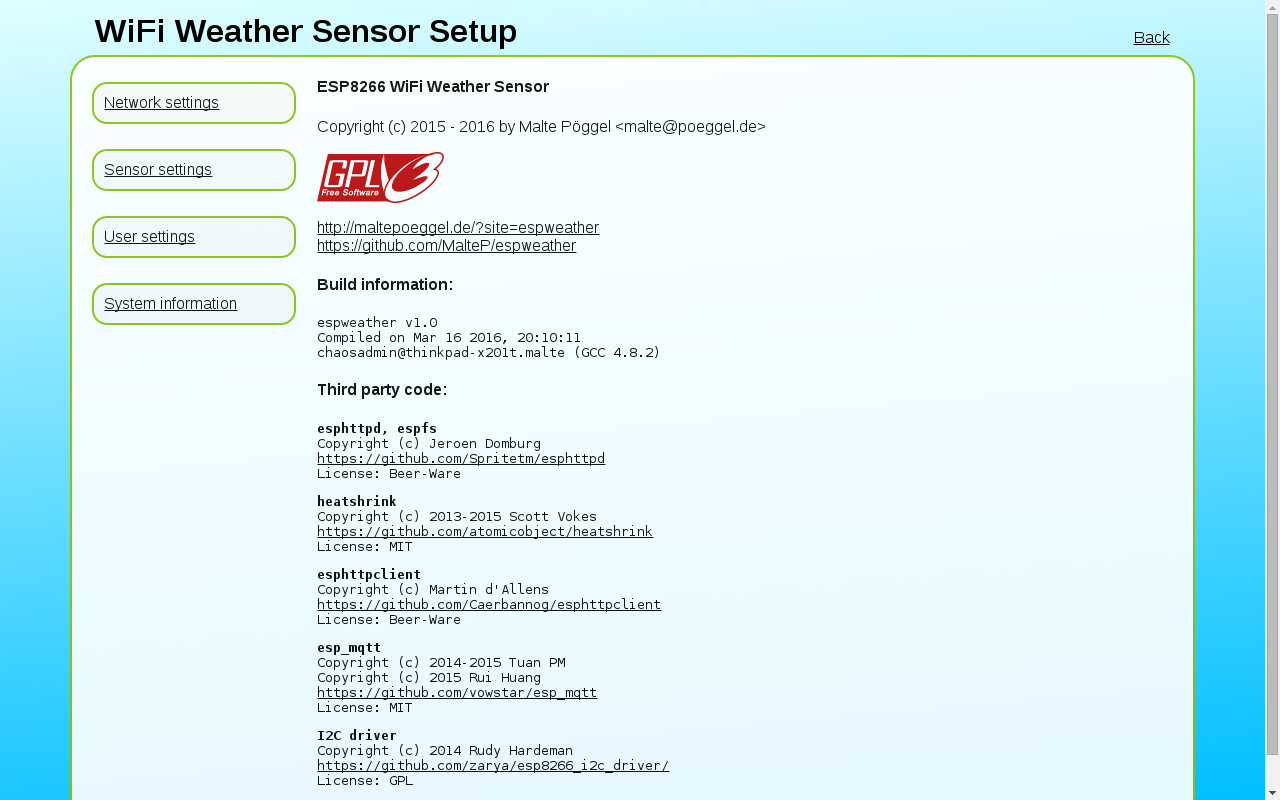 WiFi Weather Sensor Setup
Back
Network settings
Sensor settings
User settings
System information
ESP8266 WiFi Weather Sensor
Copyright (c) 2015 - 2016 by Malte Pöggel <malte@poeggel.de>
GPL v3
Free Software
http://maltepoeggel.de/?site=espweather
https://github.com/MalteP/espweather
Build information:
espweather v1.0
Compiled on Mar 16 2016, 20:10:11
chaosadmin@thinkpad-x201t.malte (GCC 4.8.2)
Third party code:
esphttpd, espfs
Copyright (c) Jeroen Domburg
https://github.com/Spritetm/esphttpd
License: Beer-Ware
heatshrink
Copyright (c) 2013-2015 Scott Vokes
https://github.com/atomicobject/heatshrink
License: MIT
esphttpclient
Copyright (c) Martin d'Allens
https://github.com/Caerbannog/esphttpclient
License: Beer-Ware
esp_mqtt
Copyright (c) 2014-2015 Tuan PM
Copyright (c) 2015 Rui Huang
https://github.com/vowstar/esp_mqtt
License: MIT
I2C driver
Copyright (c) 2014 Rudy Hardeman
https://github.com/zarya/esp8266_i2c_driver/
License: GPL